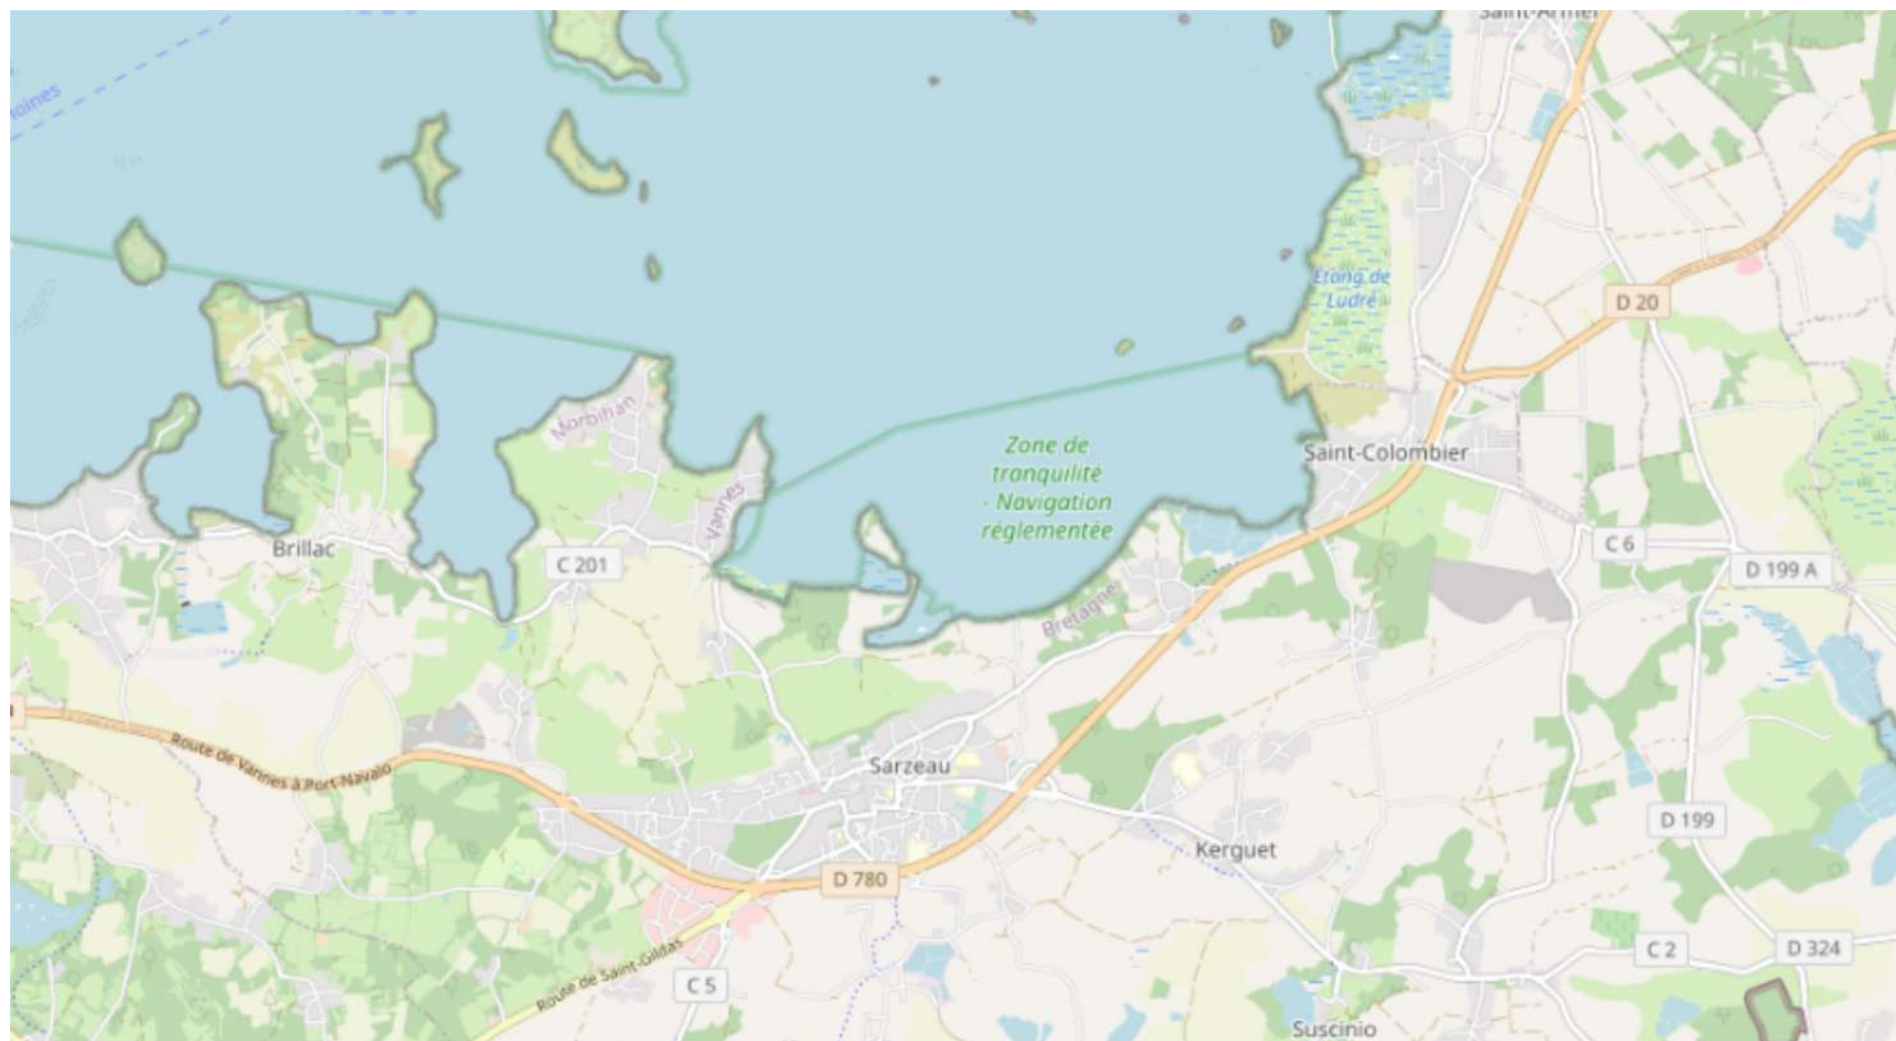 Saint-Armel
Etang de
Ludré
D 20
Morbihan
Zone de
tranquilité
- Navigation
réglementée
Saint-Colombier
Vannes
Brillac
C 201
C 6
D 199 A
Bretagne
Route de Vannes à Port-Navalo
Sarzeau
D 199
Kerguet
D 780
Route de Saint-Gildas
C 5
C 2
D 324
Suscinio